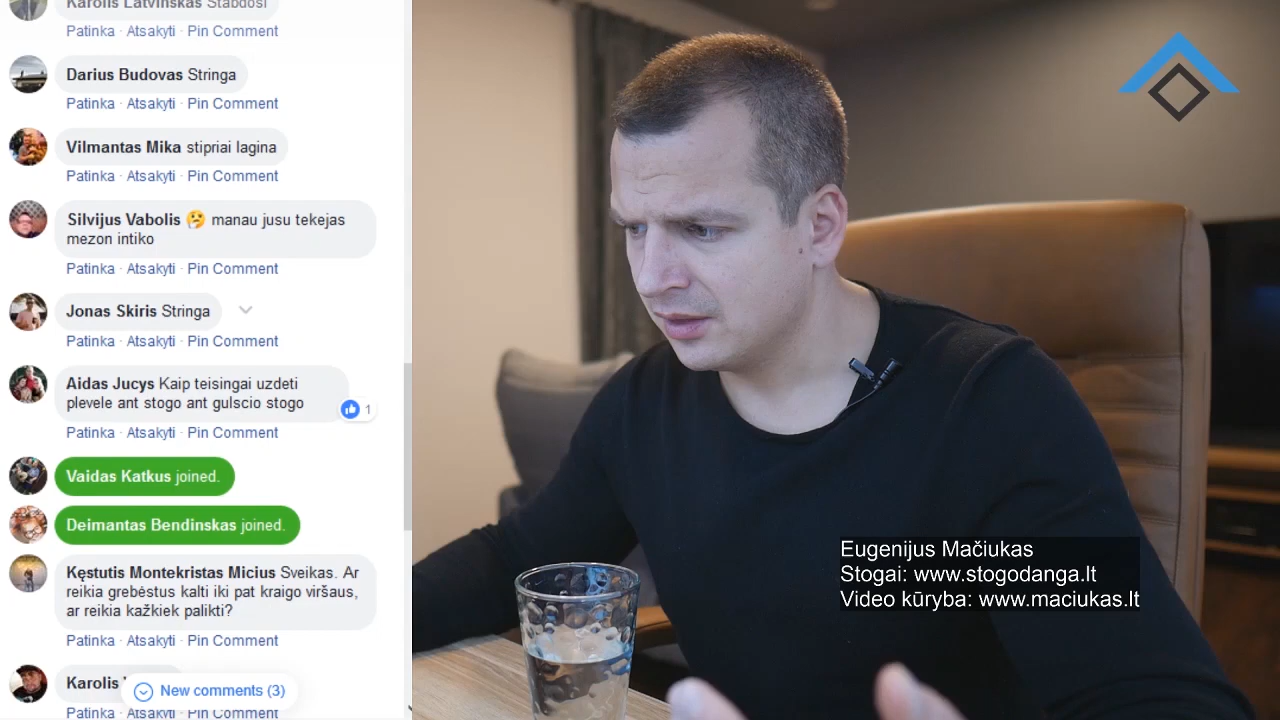 Karolis Latvinskas Stabdosi
Patinka · Atsakyti · Pin Comment
Darius Budovas Stringa
Patinka · Atsakyti · Pin Comment
Vilmantas Mika stipriai lagina
Patinka · Atsakyti · Pin Comment
Silvijus Vabolis 🤔 manau jusu tekejas
mezon intiko
Patinka · Atsakyti · Pin Comment
Jonas Skiris Stringa
Patinka · Atsakyti · Pin Comment
Aidas Jucys Kaip teisingai uzdeti
plevele ant stogo ant gulscio stogo
1
Patinka · Atsakyti · Pin Comment
Vaidas Katkus joined.
Deimantas Bendinskas joined.
Kęstutis Montekristas Micius Sveikas. Ar
reikia grebėstus kalti iki pat kraigo viršaus,
ar reikia kažkiek palikti?
Patinka · Atsakyti · Pin Comment
Karolis
New comments (3)
Patinka · Atsakyti · Pin Comment
Eugenijus Mačiukas
Stogai: www.stogodanga.lt
Video kūryba: www.maciukas.lt